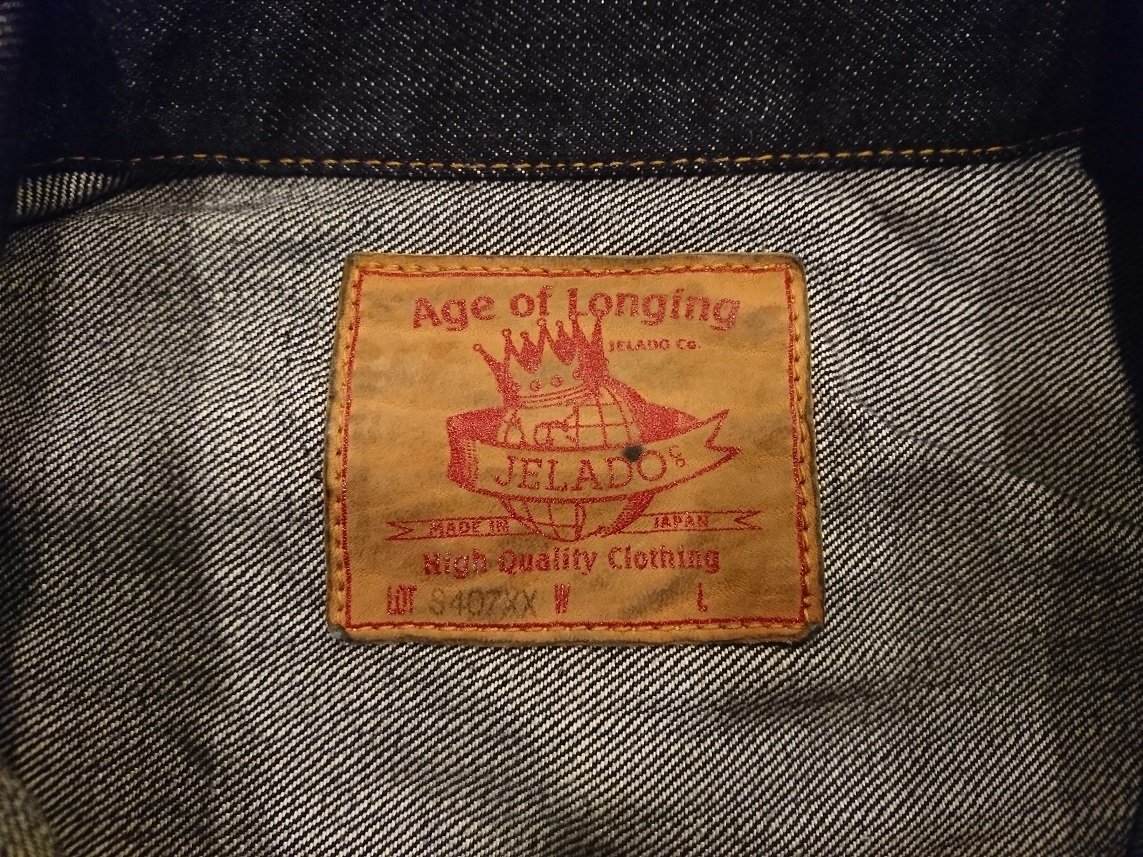 Age of Longing
JELADO Co.
JELADO
MADE IN JAPAN
High Quality Clothing
LOT S407XX W L